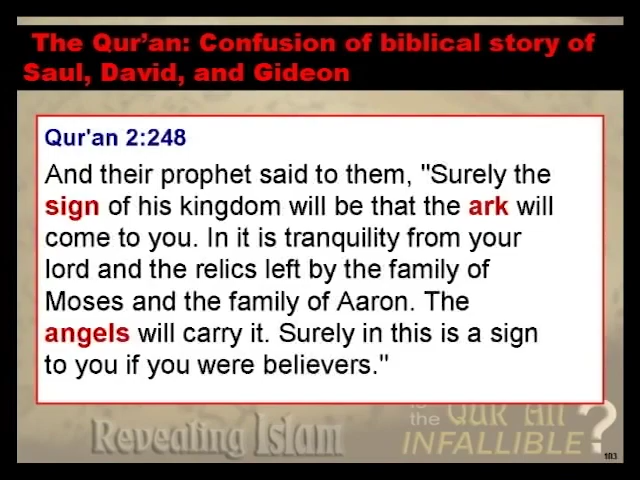 The Qur’an: Confusion of biblical story of
Saul, David, and Gideon
Qur'an 2:248
And their prophet said to them, "Surely the
sign of his kingdom will be that the ark will
come to you. In it is tranquility from your
lord and the relics left by the family of
Moses and the family of Aaron. The
angels will carry it. Surely in this is a sign
to you if you were believers."
is
the QUR'AN
Revealing Islam INFALLIBLE?
103